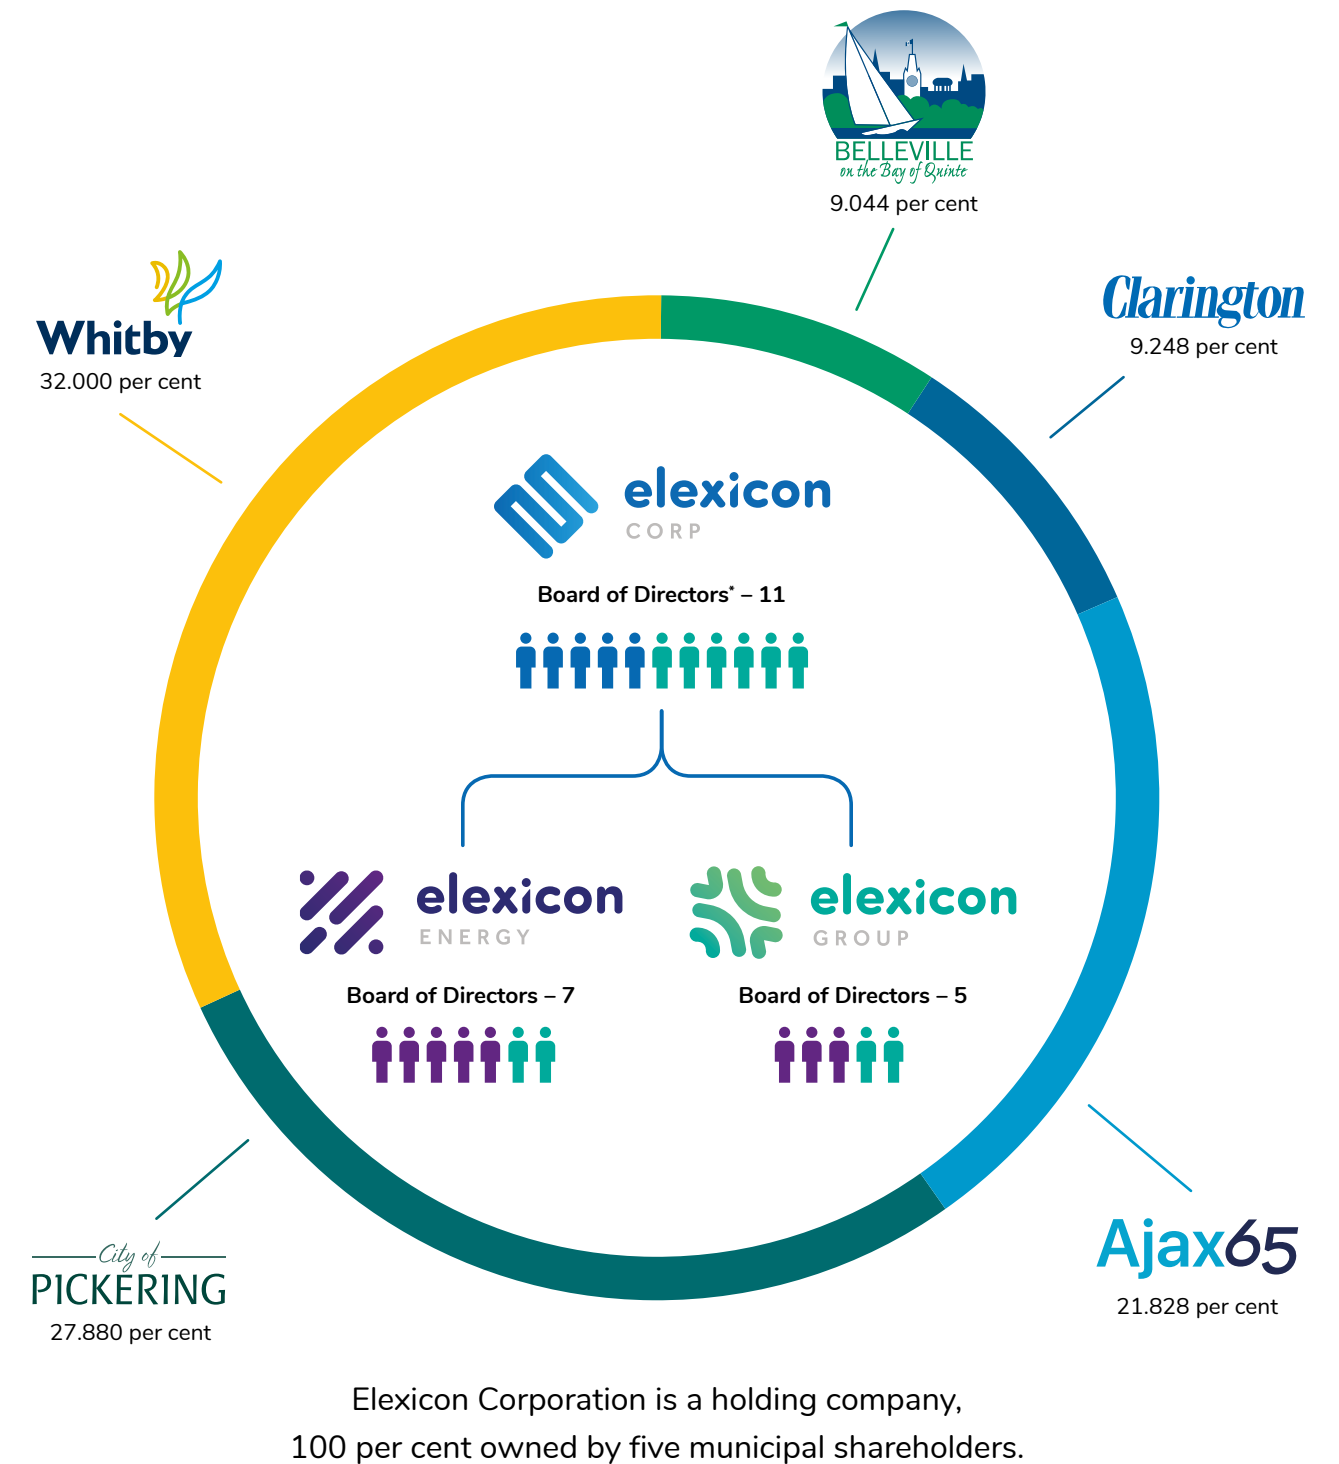 BELLEVILLE
on the Bay of Quinte
9.044 per cent
Clarington
9.248 per cent
Whitby
32.000 per cent
elexicon
CORP
Board of Directors* – 11
elexicon
ENERGY
Board of Directors – 7
elexicon
GROUP
Board of Directors – 5
City of
PICKERING
27.880 per cent
Ajax65
21.828 per cent
Elexicon Corporation is a holding company,
100 per cent owned by five municipal shareholders.